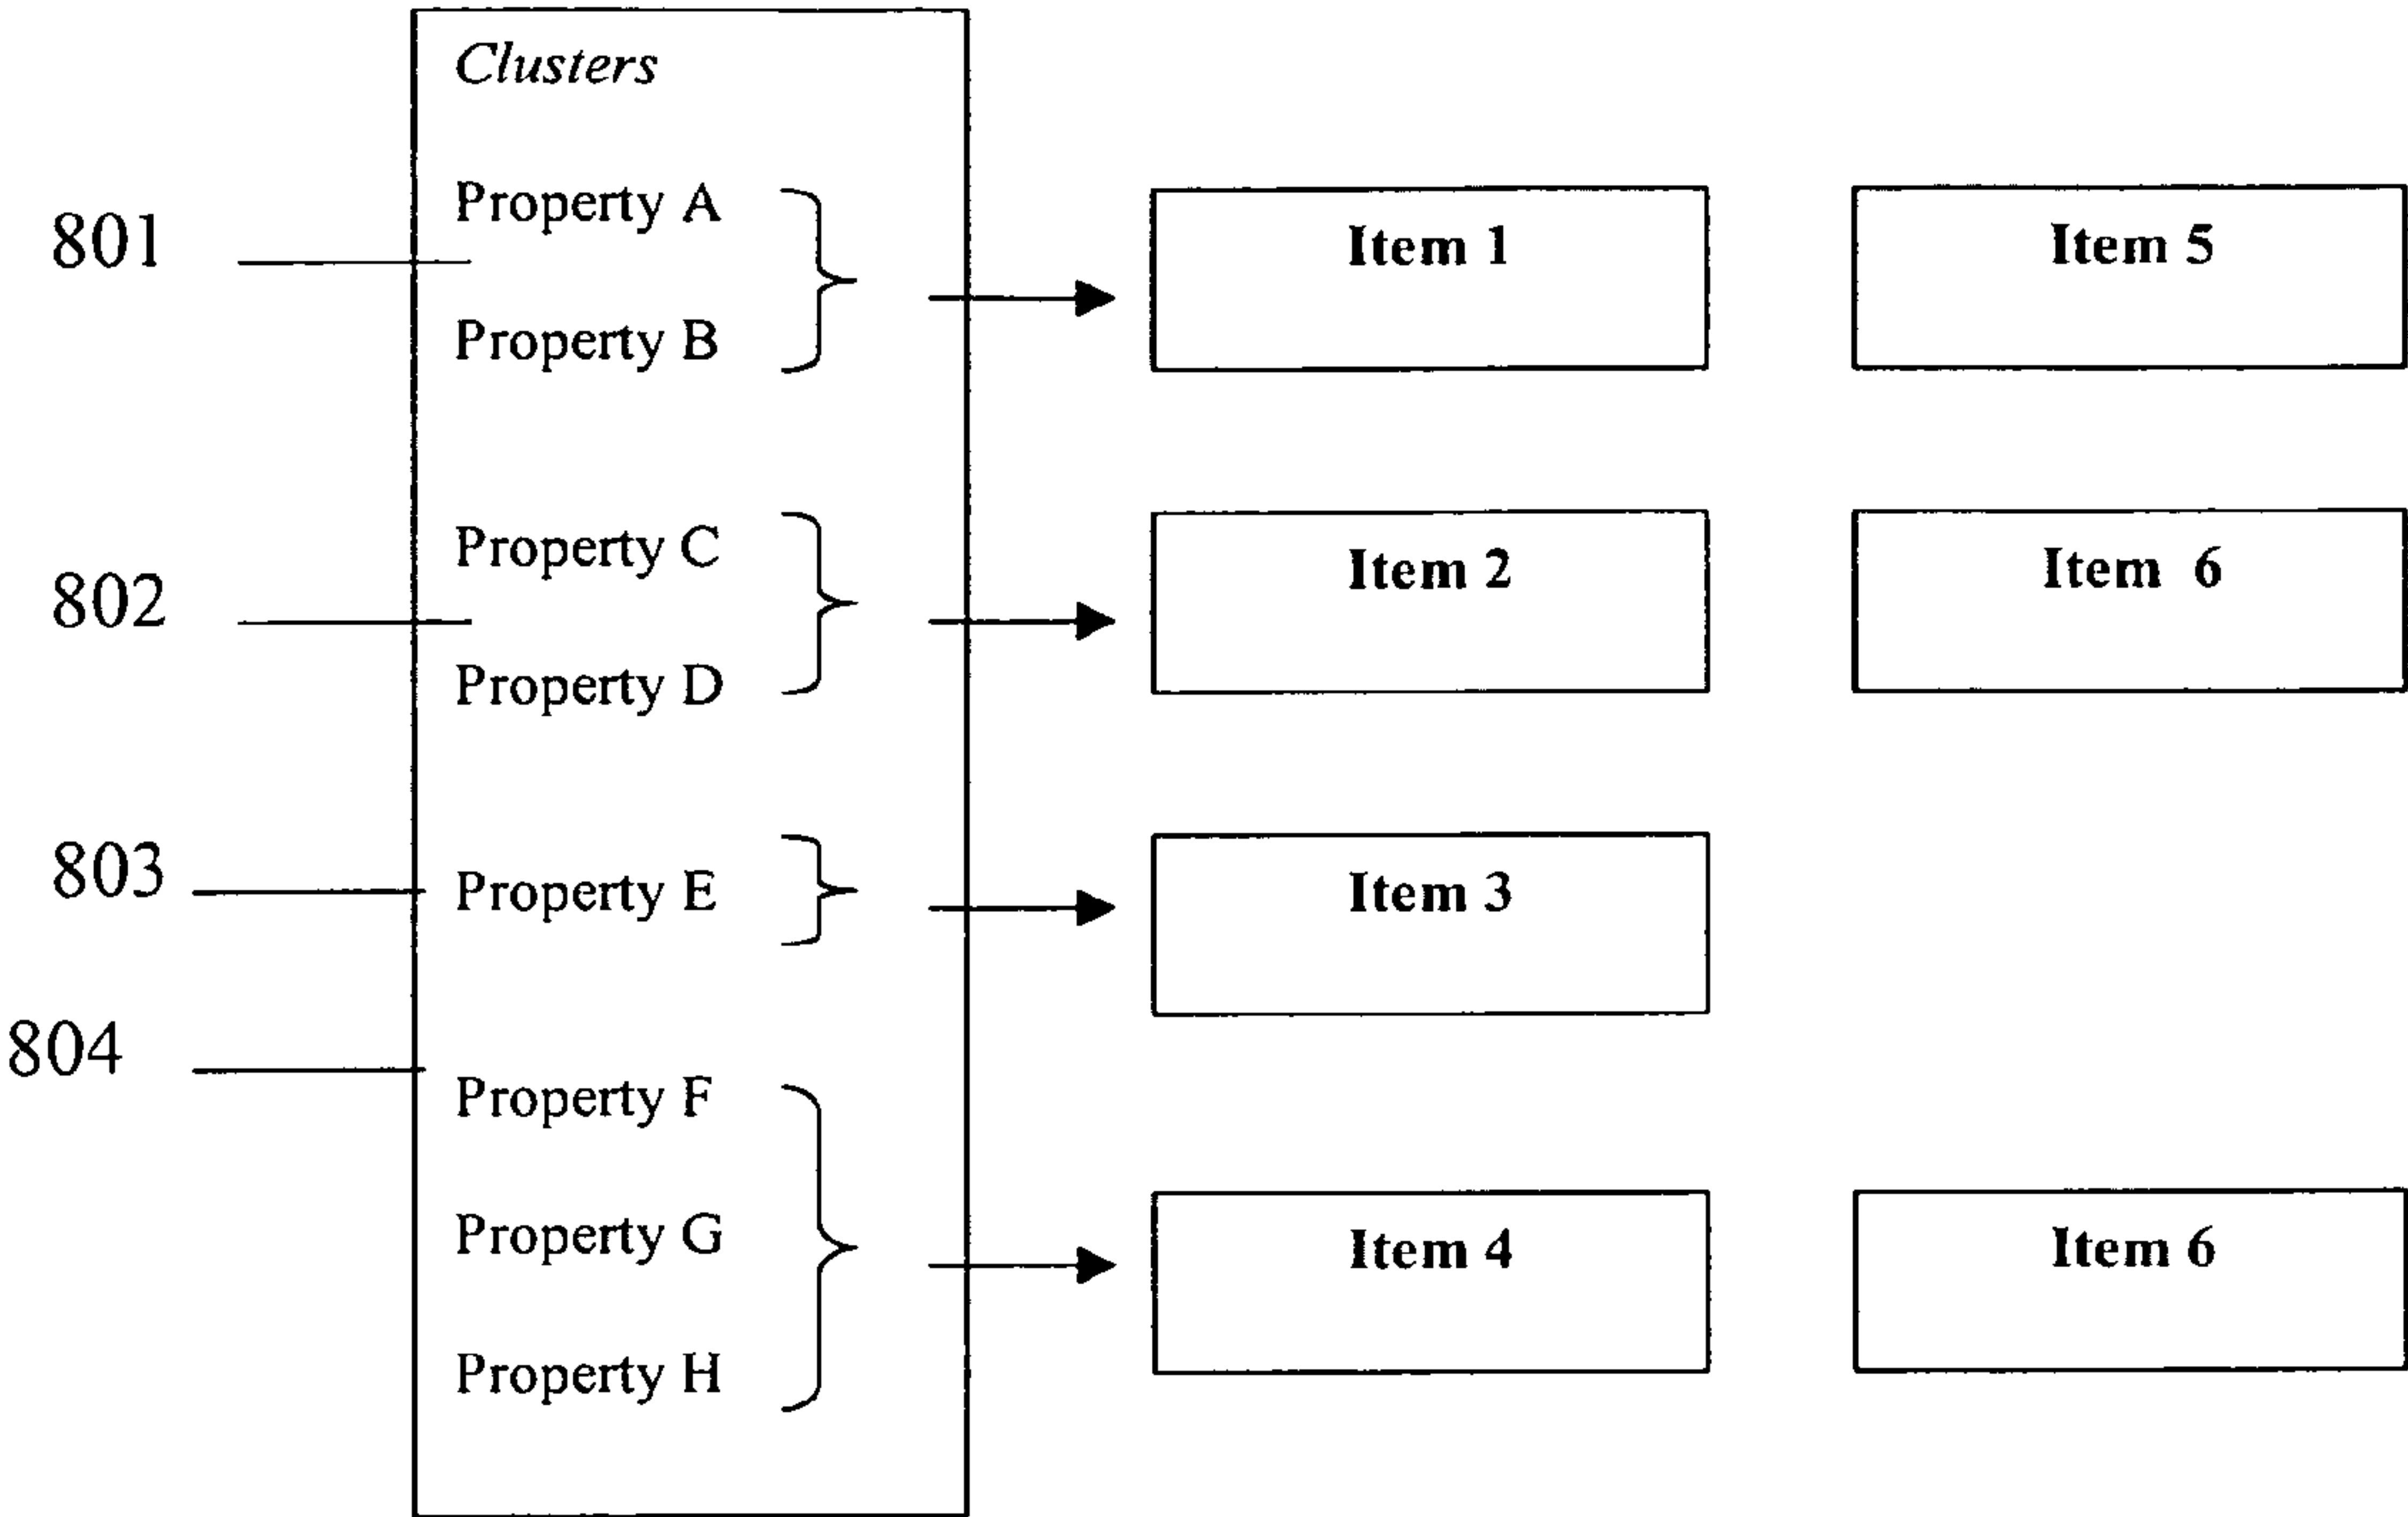 Clusters
Property A
801
Item 1
Item 5
Property B
Property C
802
Item 2
Item 6
Property D
803
Property E
Item 3
804
Property F
Property G
Item 4
Item 6
Property H